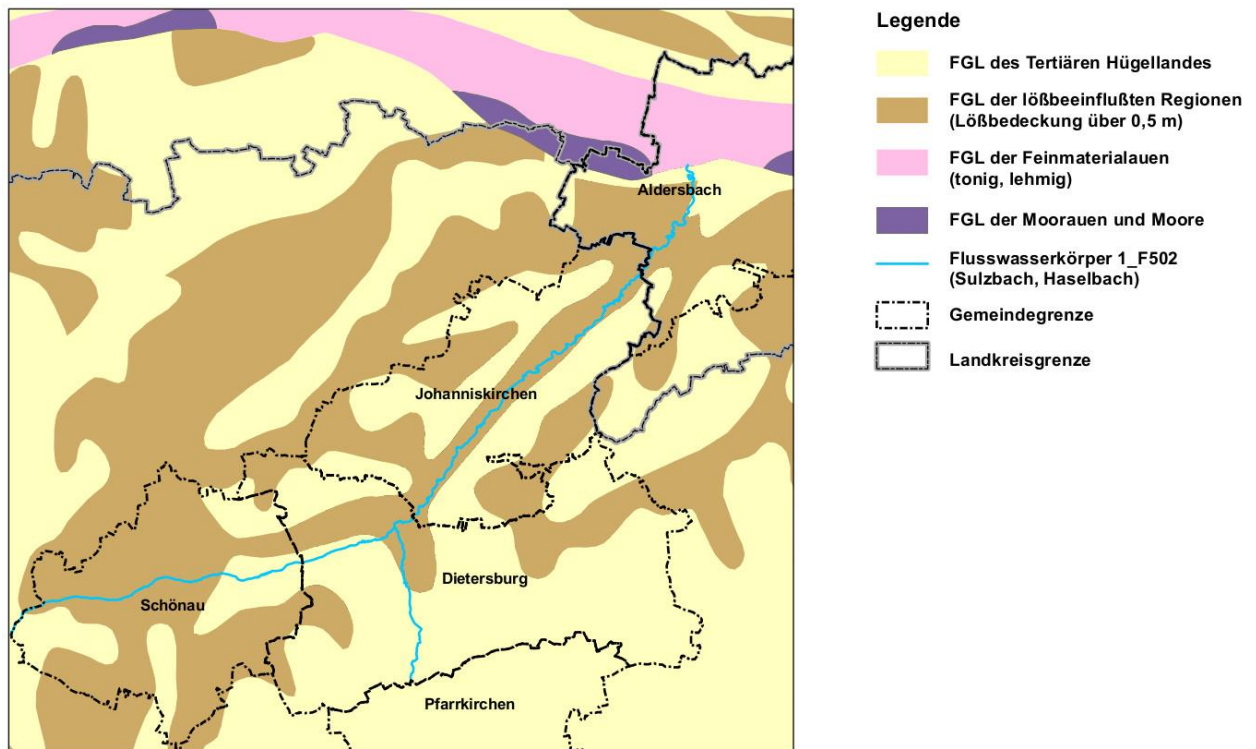 Aldersbach
Johanniskirchen
Dietersburg
Schönau
Pfarrkirchen
Legende
FGL des Tertiären Hügellandes
FGL der lößbeeinflußten Regionen
(Lößbedeckung über 0,5 m)
FGL der Feinmaterialauen
(tonig, lehmig)
FGL der Moorauen und Moore
Flusswasserkörper 1_F502
(Sulzbach, Haselbach)
Gemeindegrenze
Landkreisgrenze